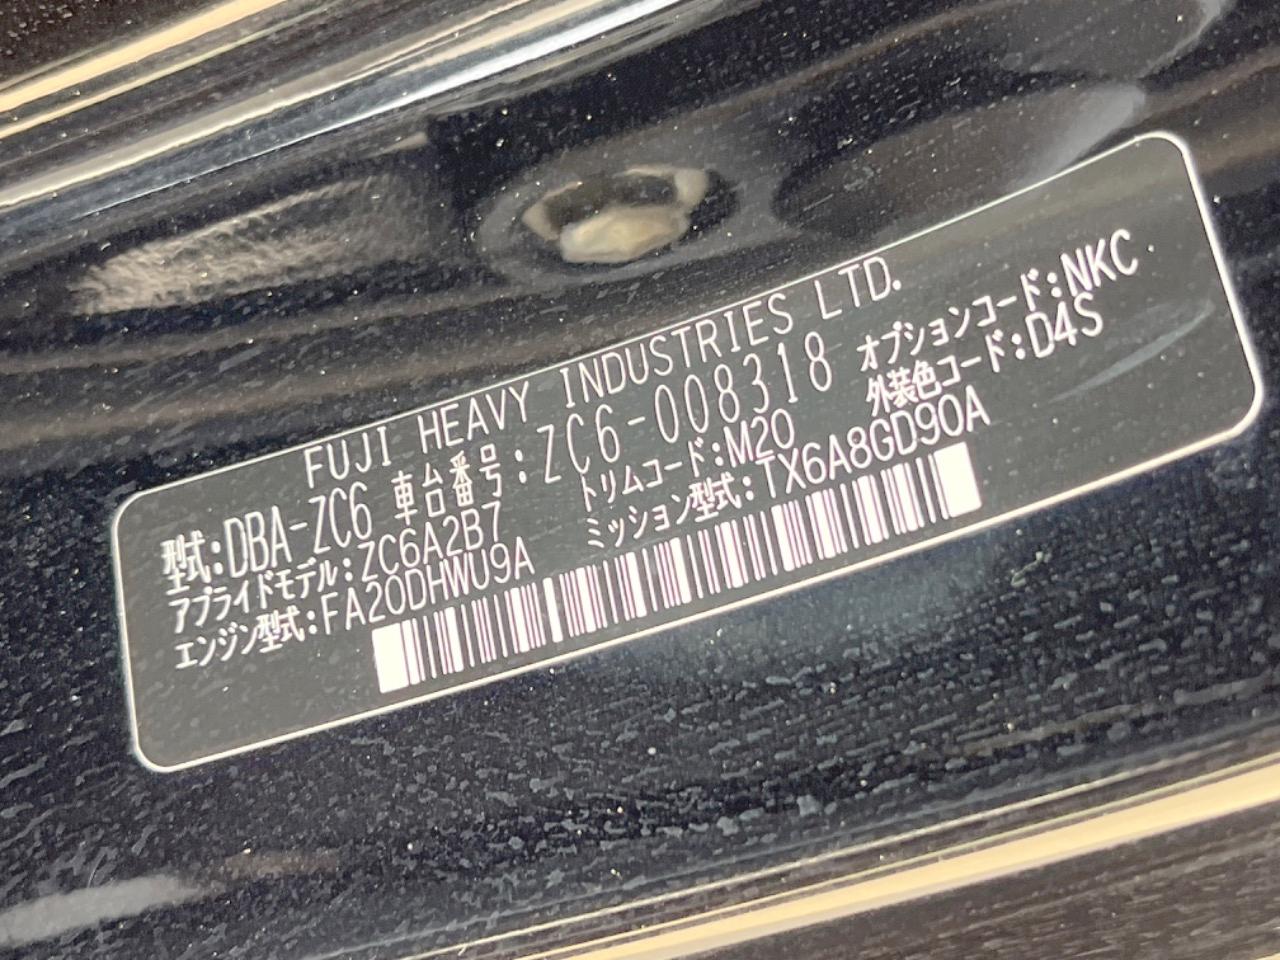 FUJI HEAVY INDUSTRIES LTD.
型式:DBA-ZC6 車台番号:ZC6-008318 オプションコード:NKC
アプライドモデル:ZC6A2B7 トリムコード:M20 外装色コード:D4S
エンジン型式:FA20DHWU9A ミッション型式:TX6A8GD90A